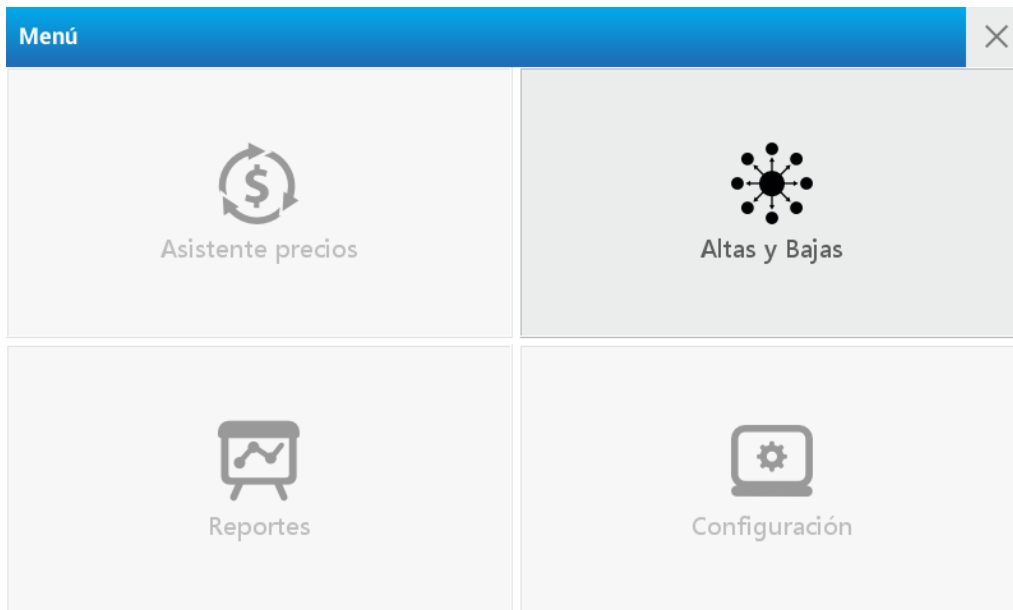 Menú
Asistente precios
Altas y Bajas
Reportes
Configuración